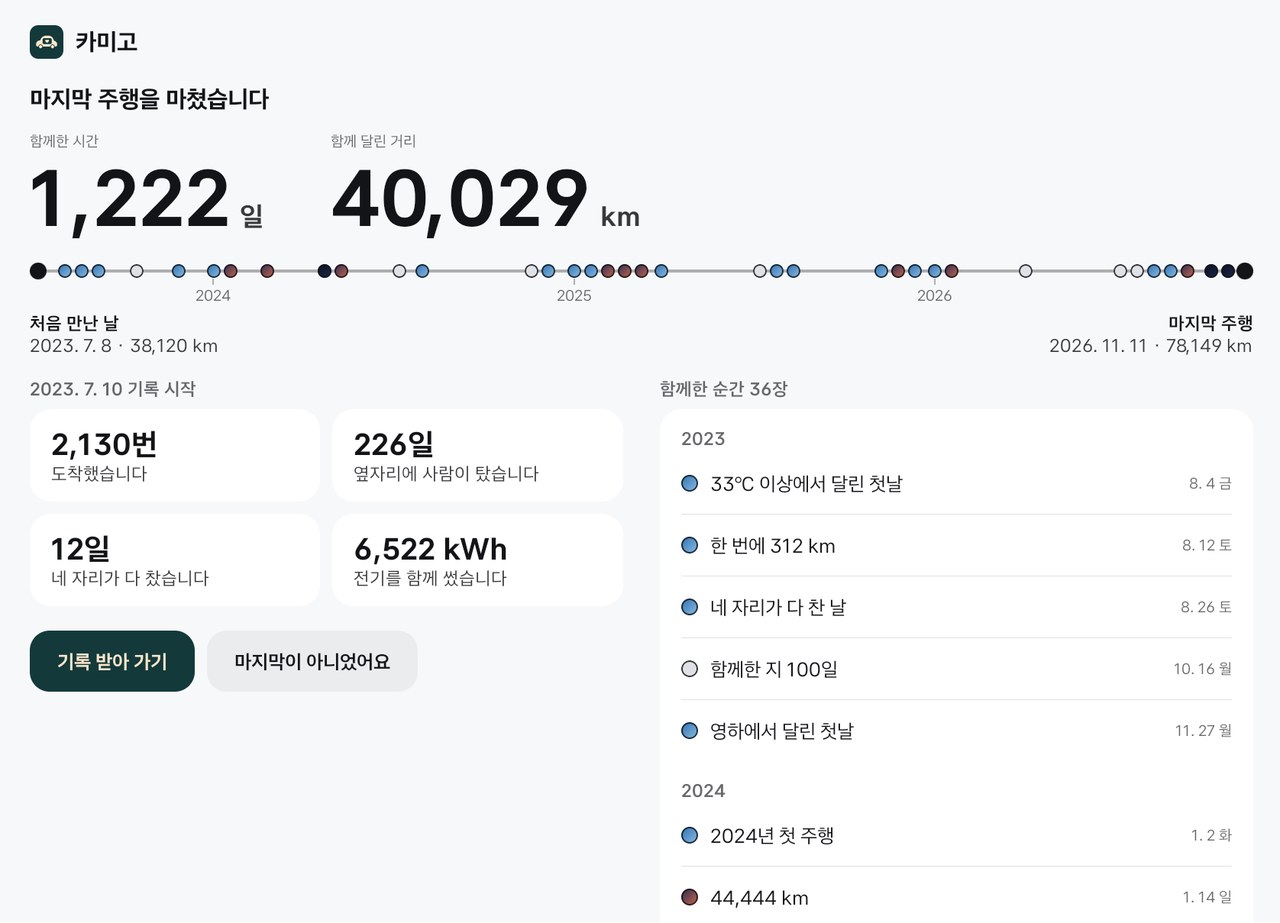 카미고
마지막 주행을 마쳤습니다
함께한 시간
1,222 일
함께 달린 거리
40,029 km
2024
2025
2026
처음 만난 날
2023. 7. 8 · 38,120 km
마지막 주행
2026. 11. 11 · 78,149 km
2023. 7. 10 기록 시작
2,130번
도착했습니다
226일
옆자리에 사람이 탔습니다
12일
네 자리가 다 찼습니다
6,522 kWh
전기를 함께 썼습니다
기록 받아 가기
마지막이 아니었어요
함께한 순간 36장
2023
33°C 이상에서 달린 첫날
8. 4 금
한 번에 312 km
8. 12 토
네 자리가 다 찬 날
8. 26 토
함께한 지 100일
10. 16 월
영하에서 달린 첫날
11. 27 월
2024
2024년 첫 주행
1. 2 화
44,444 km
1. 14 일